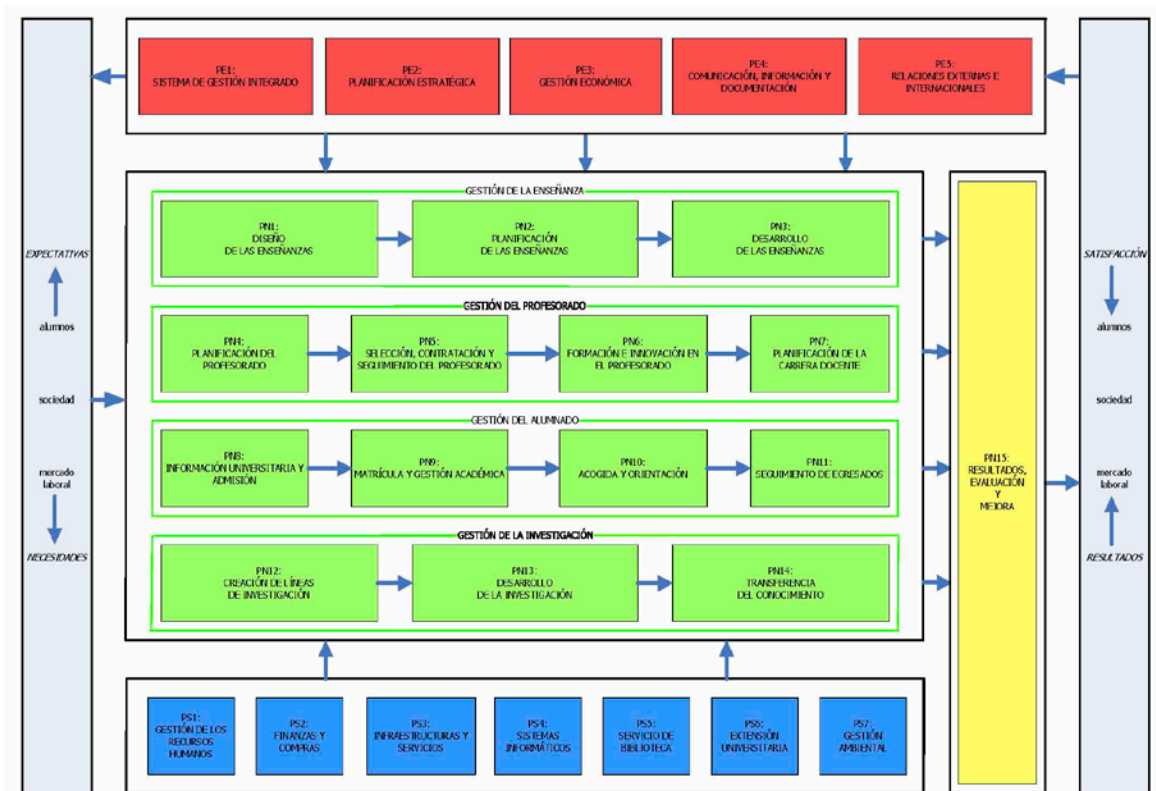 PE1:
SISTEMA DE GESTIÓN INTEGRADO
PE2:
PLANIFICACIÓN ESTRATÉGICA
PE3:
GESTIÓN ECONÓMICA
PE4:
COMUNICACIÓN, INFORMACIÓN Y
DOCUMENTACIÓN
PE5:
RELACIONES EXTERNAS E
INTERNACIONALES
EXPECTATIVAS
alumnos
sociedad
mercado
laboral
NECESIDADES
GESTIÓN DE LA ENSEÑANZA
PN1:
DISEÑO
DE LAS ENSEÑANZAS
PN2:
PLANIFICACIÓN
DE LAS ENSEÑANZAS
PN3:
DESARROLLO
DE LAS ENSEÑANZAS
GESTIÓN DEL PROFESORADO
PN4:
PLANIFICACIÓN DEL
PROFESORADO
PN5:
SELECCIÓN, CONTRATACIÓN Y
SEGUIMIENTO DEL PROFESORADO
PN6:
FORMACIÓN E INNOVACIÓN EN
EL PROFESORADO
PN7:
PLANIFICACIÓN DE LA
CARRERA DOCENTE
GESTIÓN DEL ALUMNADO
PN8:
INFORMACIÓN UNIVERSITARIA Y
ADMISIÓN
PN9:
MATRÍCULA Y GESTIÓN ACADÉMICA
PN10:
ACOGIDA Y ORIENTACIÓN
PN11:
SEGUIMIENTO DE EGRESADOS
GESTIÓN DE LA INVESTIGACIÓN
PN12:
CREACIÓN DE LÍNEAS
DE INVESTIGACIÓN
PN13:
DESARROLLO
DE LA INVESTIGACIÓN
PN14:
TRANSFERENCIA
DEL CONOCIMIENTO
PN15:
RESULTADOS,
EVALUACIÓN
Y
MEJORA
SATISFACCIÓN
alumnos
sociedad
mercado
laboral
RESULTADOS
PS1:
GESTIÓN DE LOS
RECURSOS
HUMANOS
PS2:
FINANZAS Y
COMPRAS
PS3:
INFRAESTRUCTURAS Y
SERVICIOS
PS4:
SISTEMAS
INFORMÁTICOS
PS5:
SERVICIO DE
BIBLIOTECA
PS6:
EXTENSIÓN
UNIVERSITARIA
PS7:
GESTIÓN
AMBIENTAL